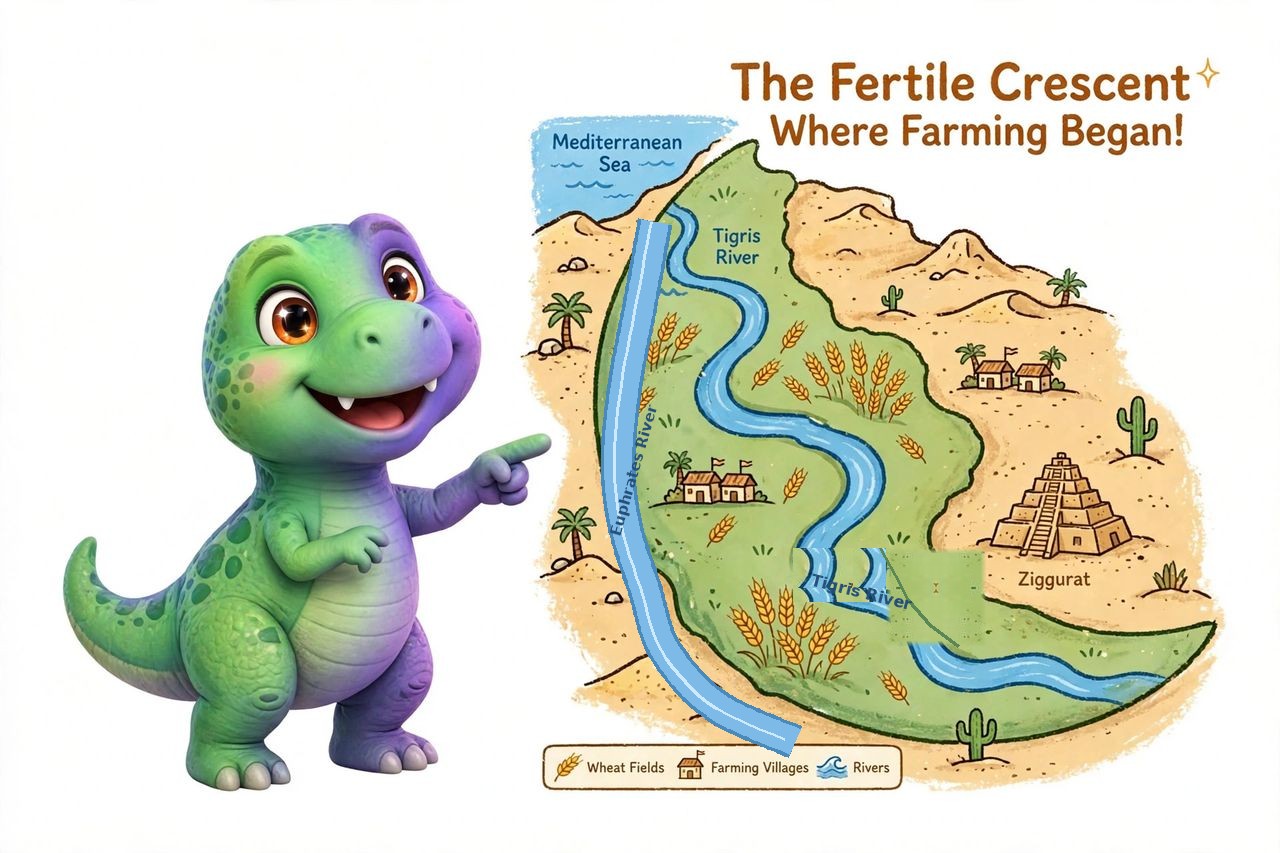 The Fertile Crescent
Where Farming Began!
Mediterranean
Sea
Tigris
River
Euphrates River
Tigris River
Ziggurat
Wheat Fields
Farming Villages
Rivers